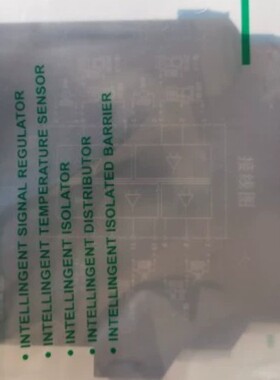 • INTELLINGENT SIGNAL REGULATOR
• INTELLINGENT TEMPERATURE SENSOR
• INTELLINGENT ISOLATOR
• INTELLINGENT DISTRIBUTOR
• INTELLINGENT ISOLATED BARRIER